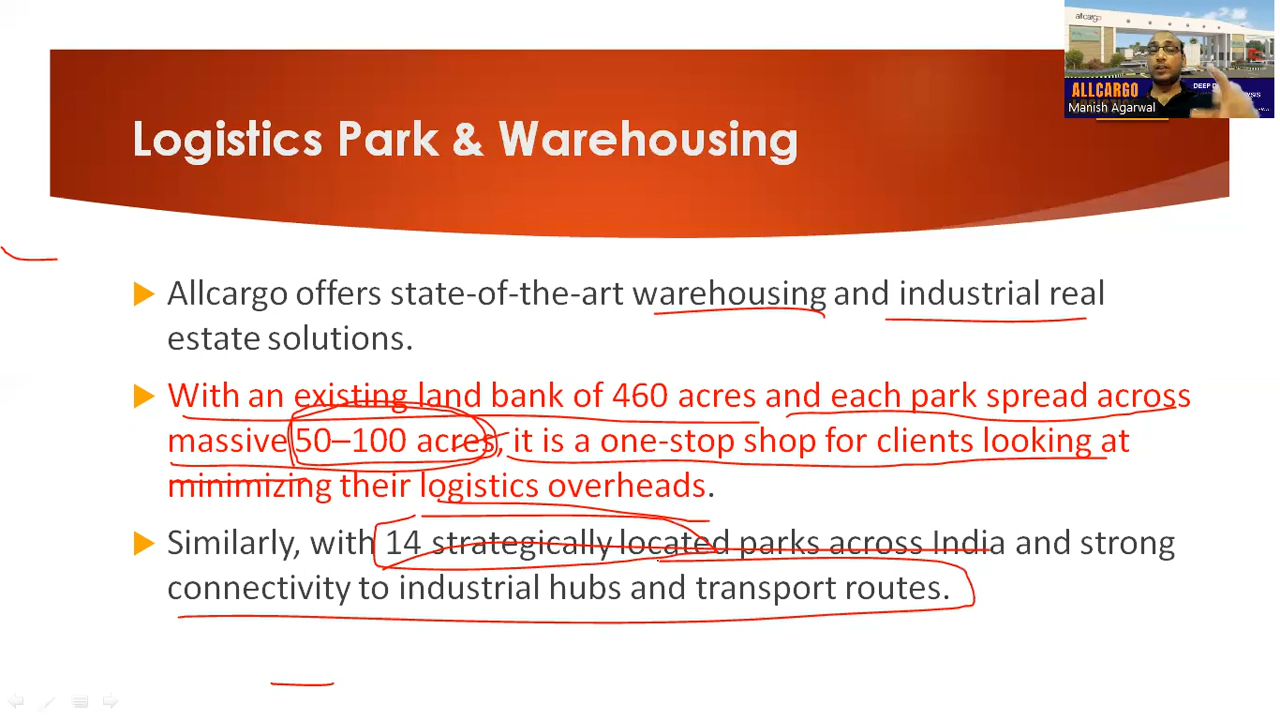 allcargo
ALLCARGO
DEEP
Manish Agarwal
Logistics Park & Warehousing
Allcargo offers state-of-the-art warehousing and industrial real
estate solutions.
With an existing land bank of 460 acres and each park spread across
massive 50–100 acres, it is a one-stop shop for clients looking at
minimizing their logistics overheads.
Similarly, with 14 strategically located parks across India and strong
connectivity to industrial hubs and transport routes.